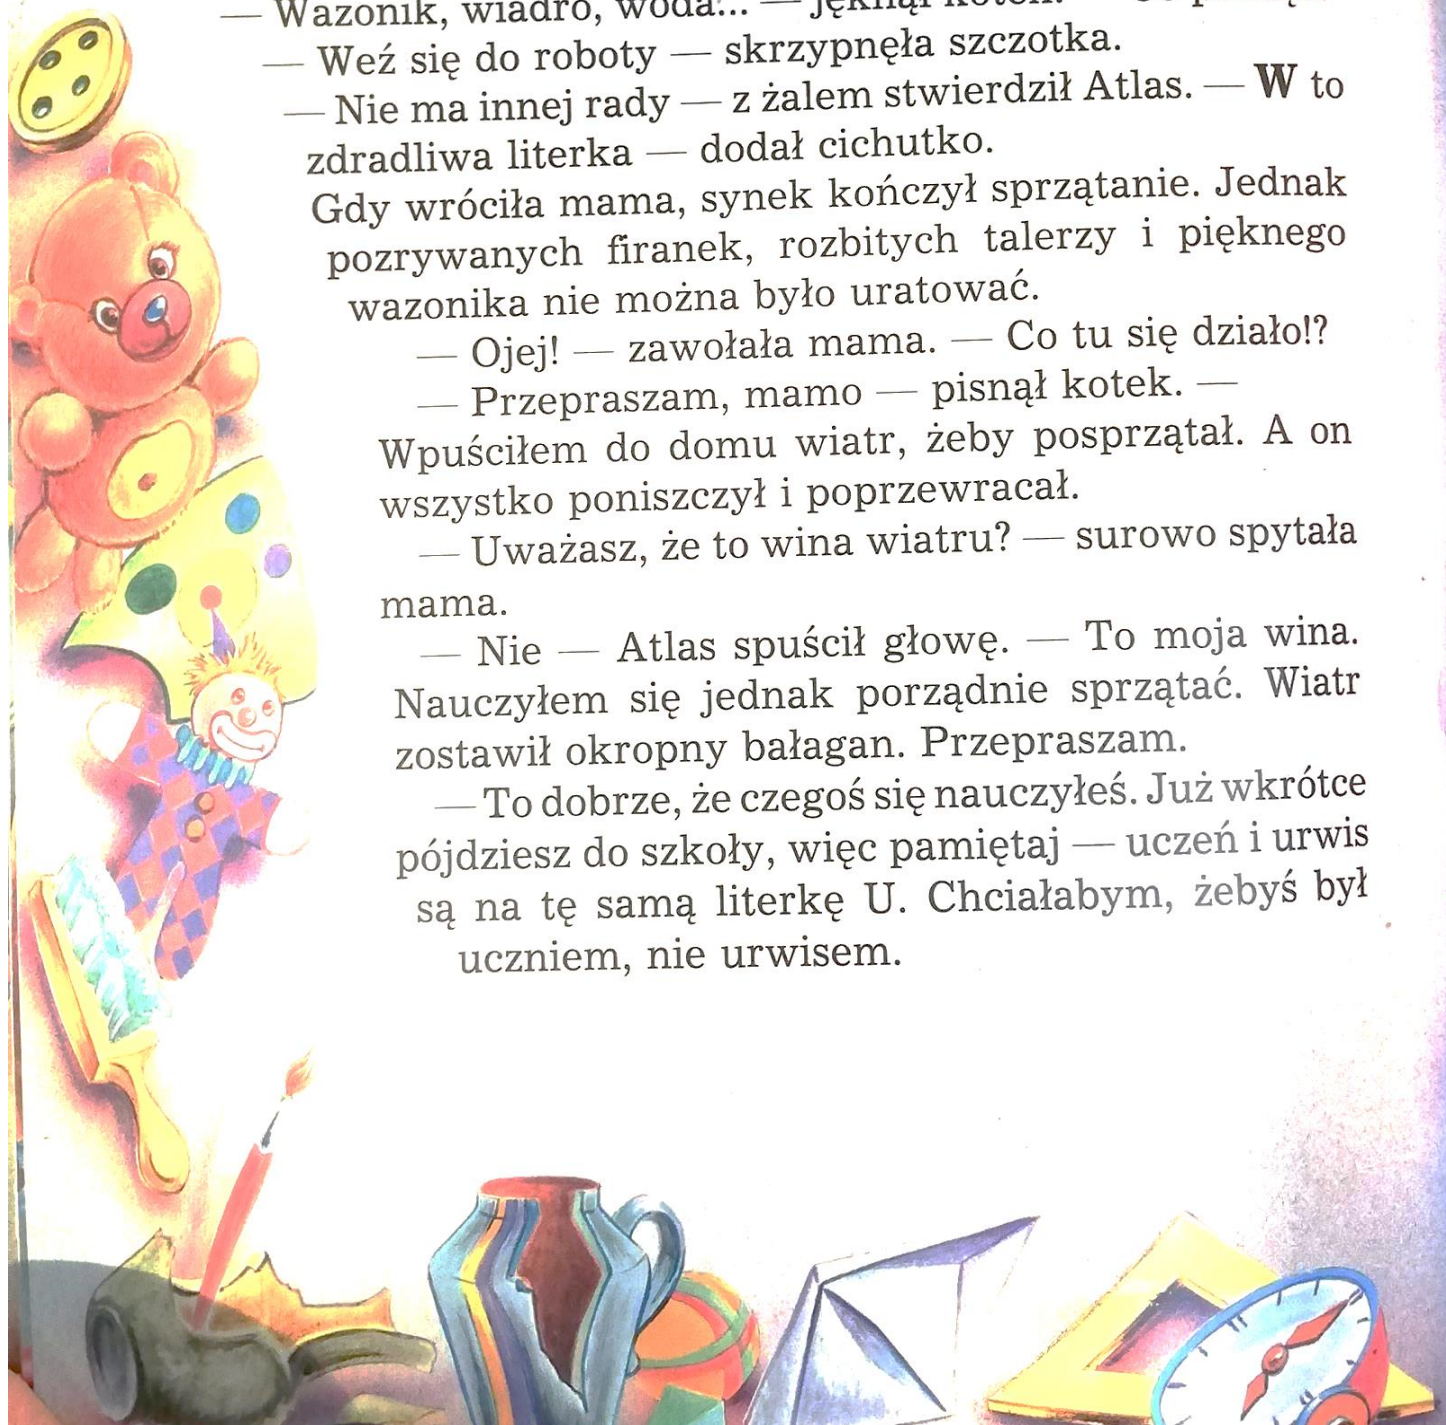 — Wazonik, wiadro, woda... — jęknął kotek.
— Weź się do roboty — skrzypnęła szczotka.
— Nie ma innej rady — z żalem stwierdził Atlas. — W to
zdradliwa literka — dodał cichutko.
Gdy wróciła mama, synek kończył sprzątanie. Jednak
pozrywanych firanek, rozbitych talerzy i pięknego
wazonika nie można było uratować.
— Ojej! — zawołała mama. — Co tu się działo!?
— Przepraszam, mamo — pisnął kotek. —
Wpuściłem do domu wiatr, żeby posprzątał. A on
wszystko poniszczył i poprzewracał.
— Uważasz, że to wina wiatru? — surowo spytała
mama.
— Nie — Atlas spuścił głowę. — To moja wina.
Nauczyłem się jednak porządnie sprzątać. Wiatr
zostawił okropny bałagan. Przepraszam.
— To dobrze, że czegoś się nauczyłeś. Już wkrótce
pójdziesz do szkoły, więc pamiętaj — uczeń i urwis
są na tę samą literkę U. Chciałabym, żebyś był
uczniem, nie urwisem.